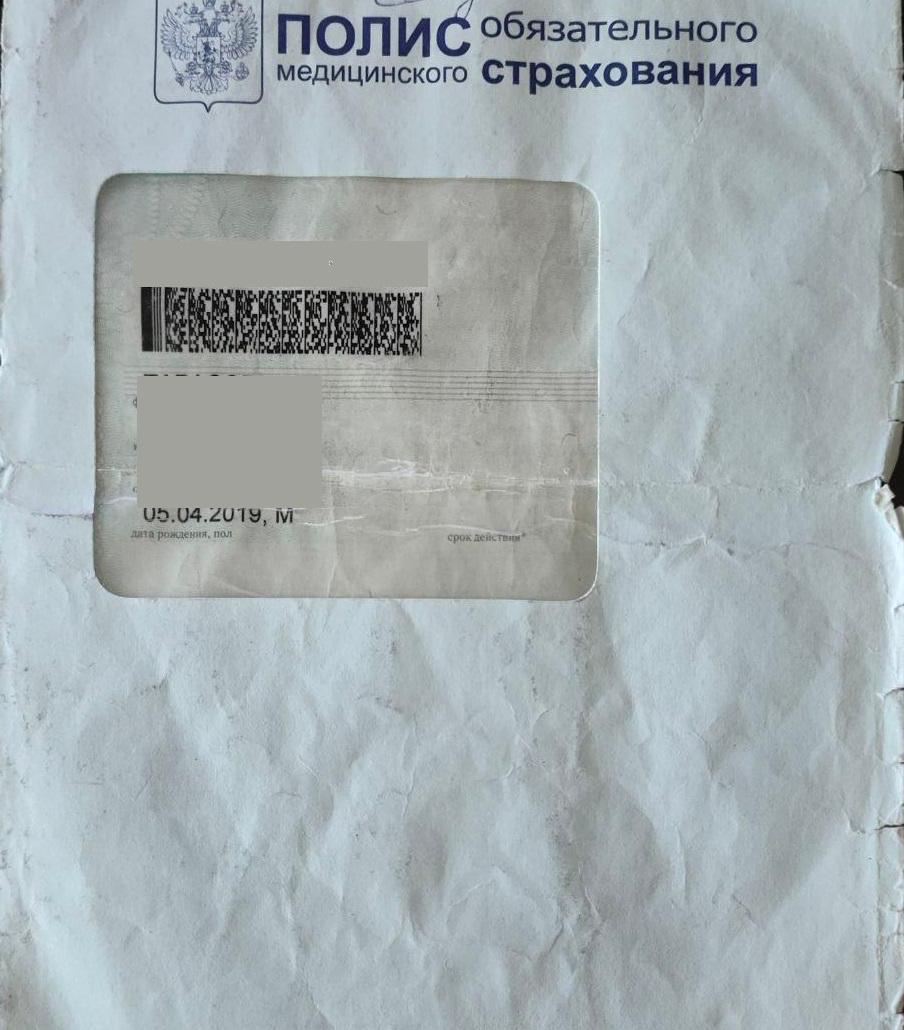 ПОЛИС обязательного
медицинского страхования
05.04.2019, М
дата рождения, пол
срок действия*